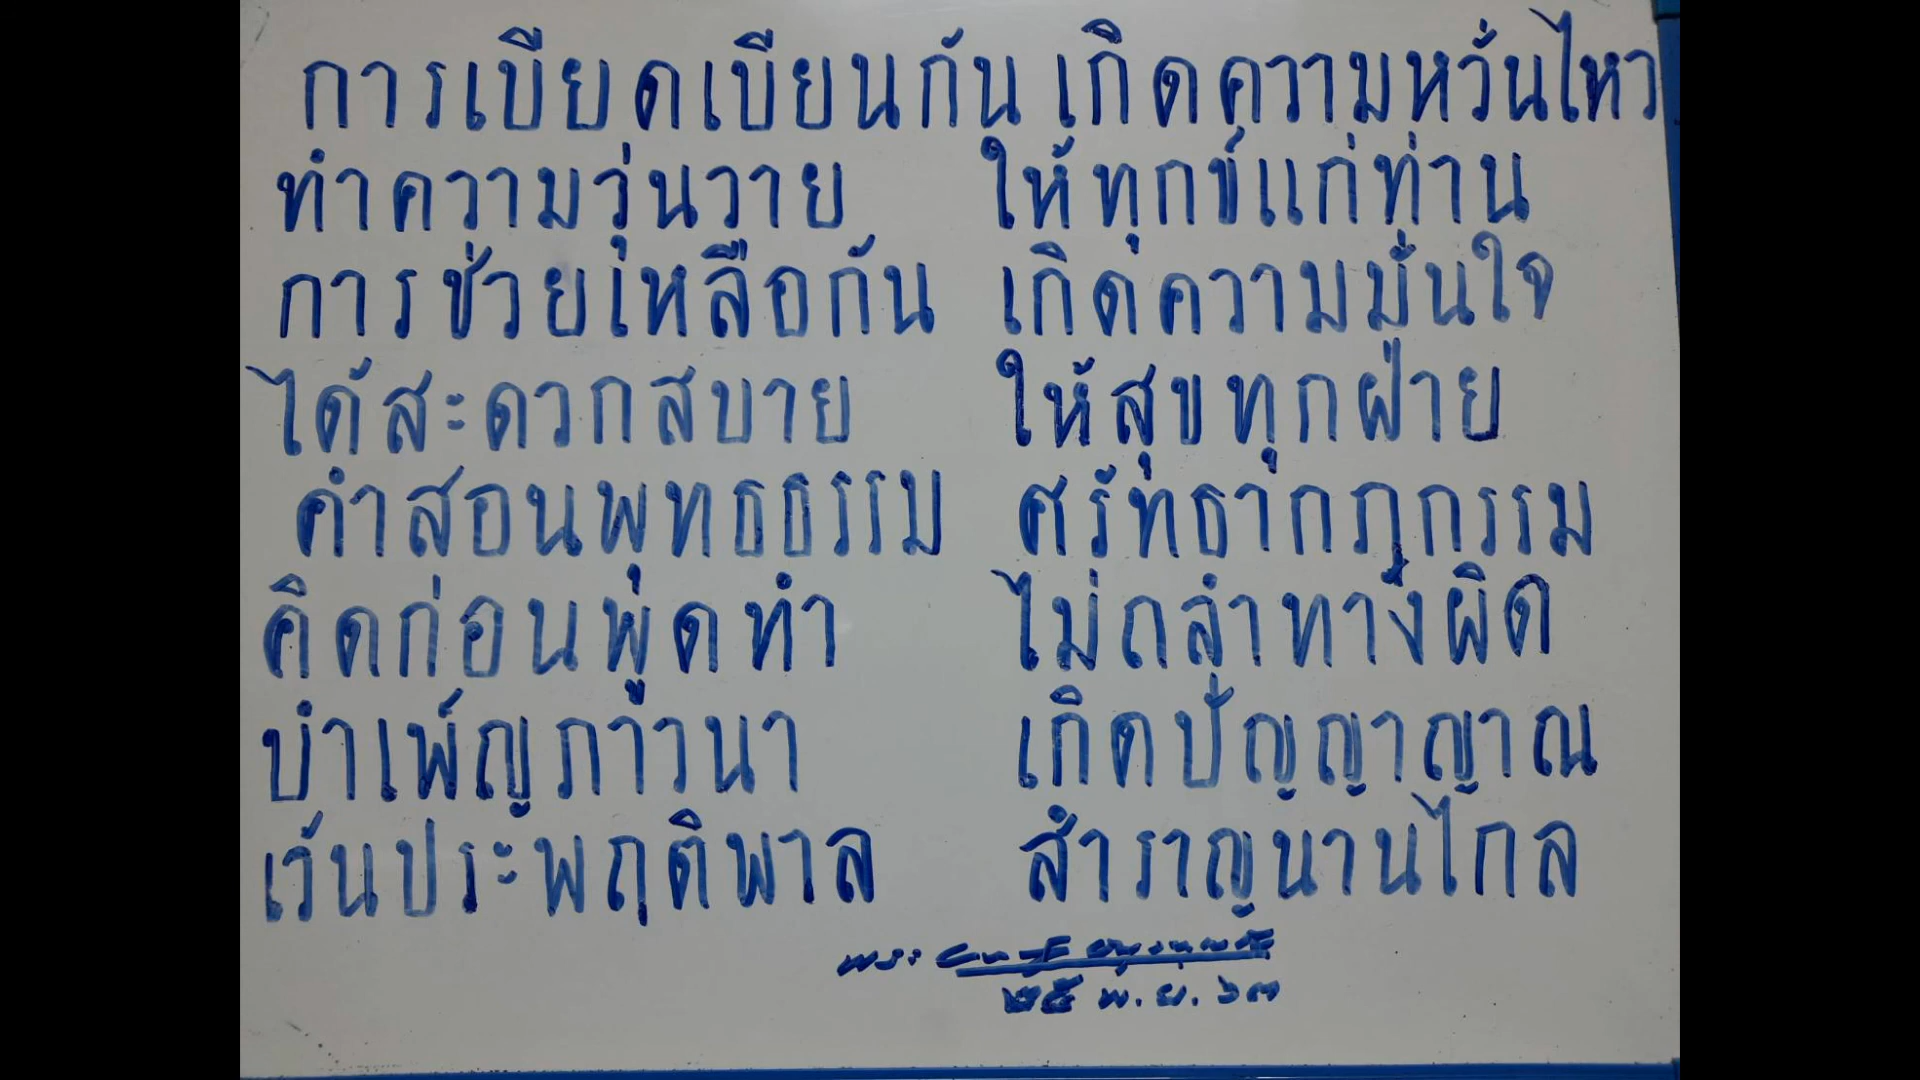 การเบียดเบียนกัน เกิดความหวั่นไหว
ทำความวุ่นวาย ให้ทุกข์แก่ท่าน
การช่วยเหลือกัน เกิดความมั่นใจ
ได้สะดวกสบาย ให้สุขทุกฝ่าย
คำสอนพุทธธรรม ศรัทธากฎกรรม
คิดก่อนพูดทำ ไม่ถลำทางผิด
บำเพ็ญภาวนา เกิดปัญญาญาณ
เว้นประพฤติพาล สำราญนานไกล
พระ
๒๕ พ.ย. ๖๓